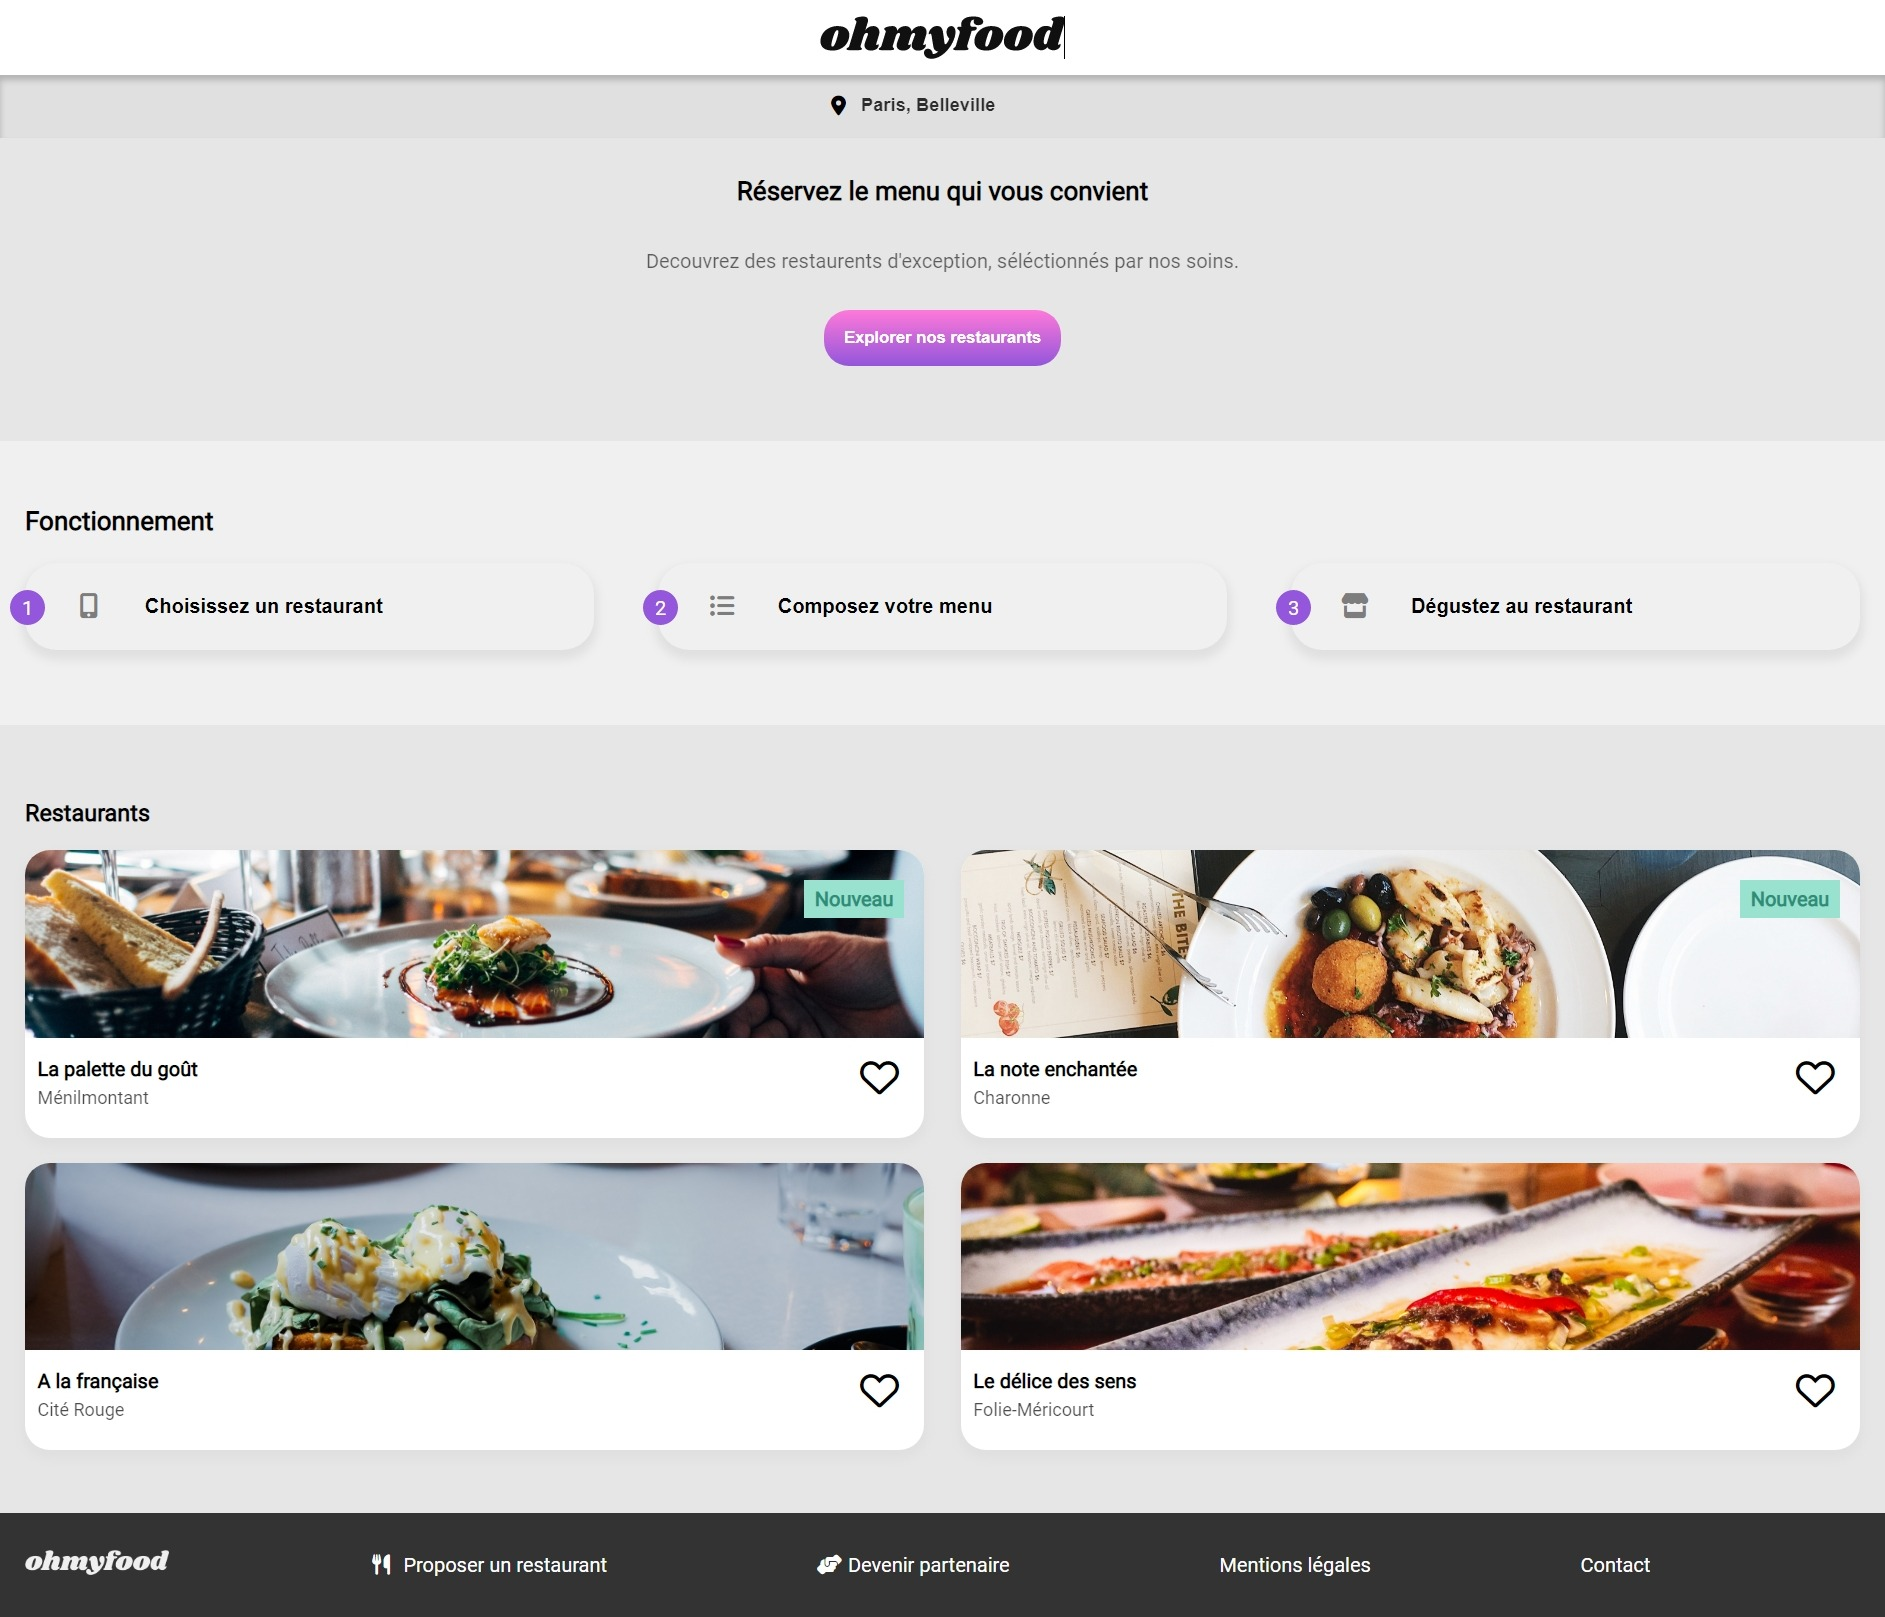 ohmyfood
Paris, Belleville
Réservez le menu qui vous convient
Decouvrez des restaurents d'exception, séléctionnés par nos soins.
Explorer nos restaurants
Fonctionnement
1 Choisissez un restaurant
2 Composez votre menu
3 Dégustez au restaurant
Restaurants
Nouveau
La palette du goût
Ménilmontant
THE BITE
Nouveau
La note enchantée
Charonne
A la française
Cité Rouge
Le délice des sens
Folie-Méricourt
ohmyfood Proposer un restaurant Devenir partenaire Mentions légales Contact